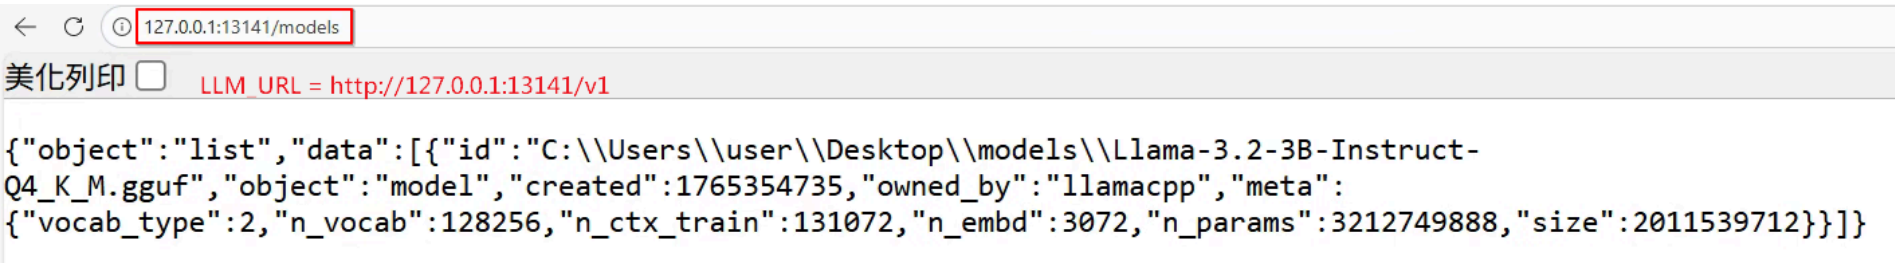 127.0.0.1:13141/models
美化列印
LLM_URL = http://127.0.0.1:13141/v1
{"object":"list","data":[{"id":"C:\\Users\\user\\Desktop\\models\\Llama-3.2-3B-Instruct-
Q4_K_M.gguf","object":"model","created":1765354735,"owned_by":"llamacpp","meta":
{"vocab_type":2,"n_vocab":128256,"n_ctx_train":131072,"n_embd":3072,"n_params":3212749888,"size":2011539712}}]}